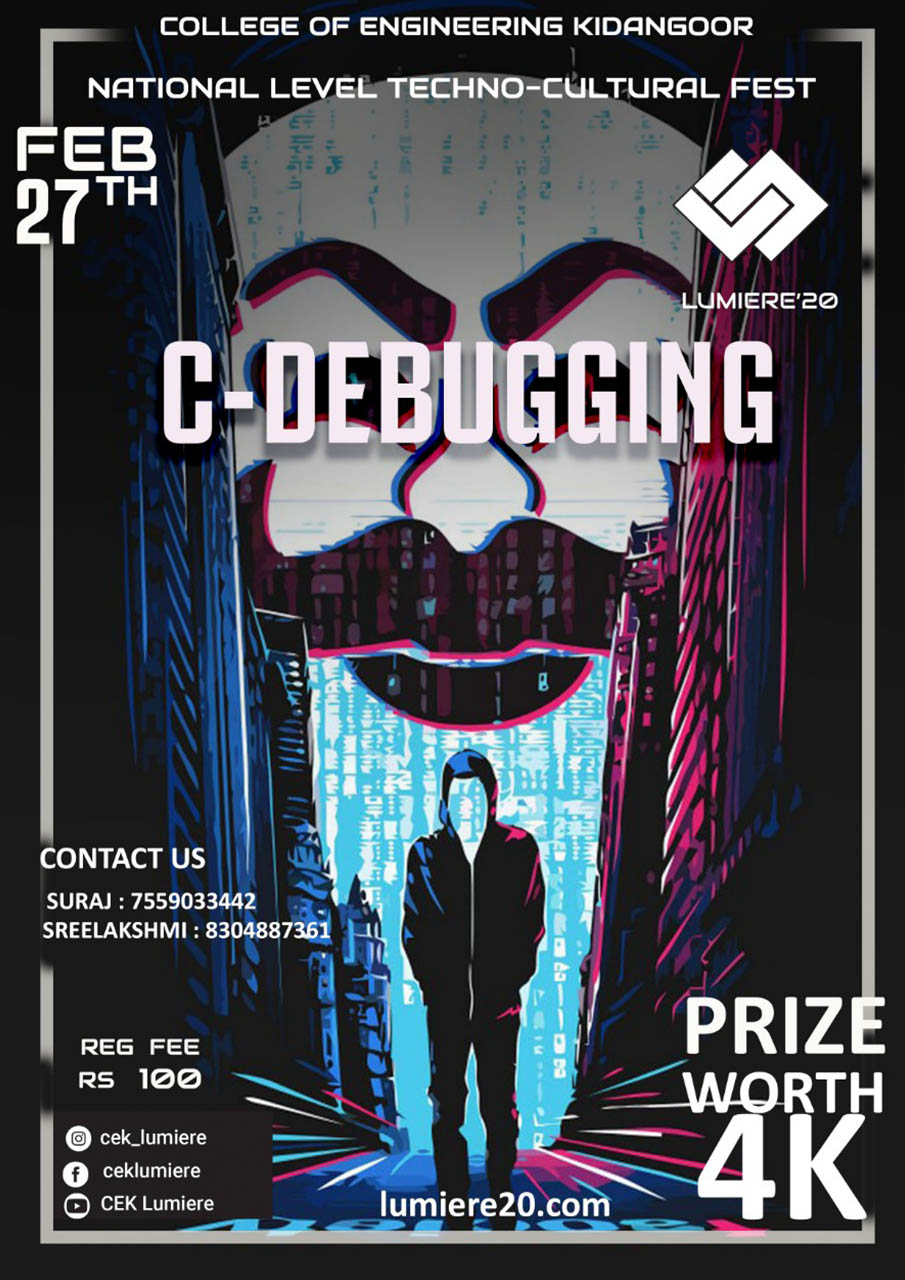 COLLEGE OF ENGINEERING KIDANGOOR
NATIONAL LEVEL TECHNO-CULTURAL FEST
FEB
27TH
LUMIERE'20
C-DEBUGGING
CONTACT US
SURAJ : 7559033442
SREELAKSHMI : 8304887361
REG FEE
RS 100
PRIZE
WORTH
4K
cek_lumiere
ceklumiere
CEK Lumiere
lumiere20.com